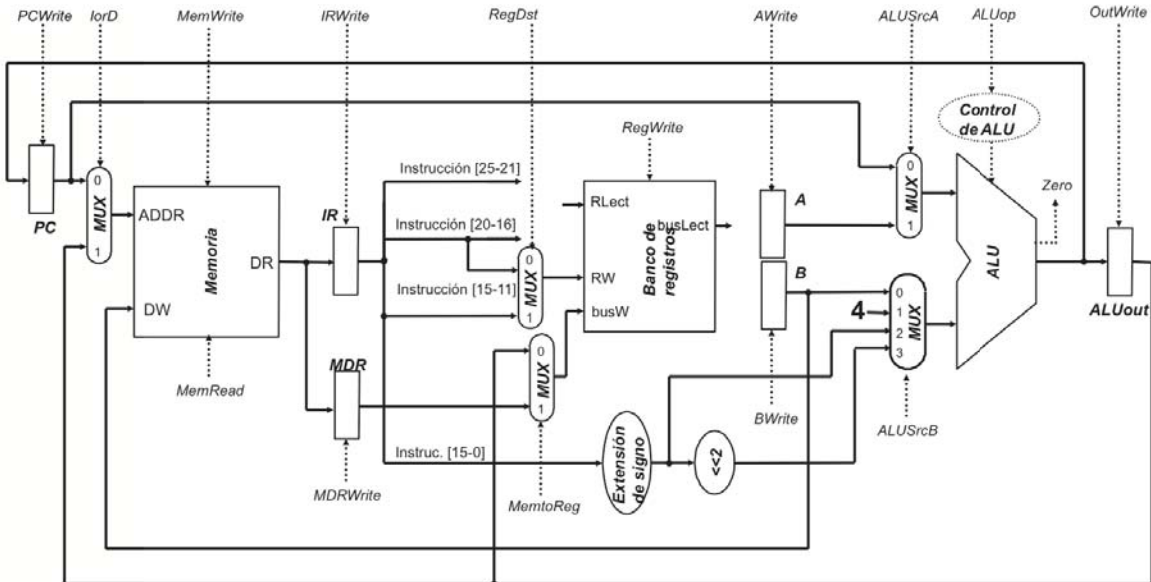 PCWrite IorD MemWrite IRWrite RegDst AWrite ALUSrcA ALUop OutWrite
Control de ALU
RegWrite
Instrucción [25-21]
0
MUX
1
PC
ADDR
DW
DR
Memoria
MemRead
IR
Instrucción [20-16]
Instrucción [15-11]
0
MUX
1
RLect
RW
busW
busLect
Banco de registros
A
B
0
MUX
1
Zero
ALU
ALUout
4
0
1
2
3
MUX
ALUSrcB
BWrite
MDR
MDRWrite
0
MUX
1
MemtoReg
Instruc. [15-0]
Extensión de signo
<<2